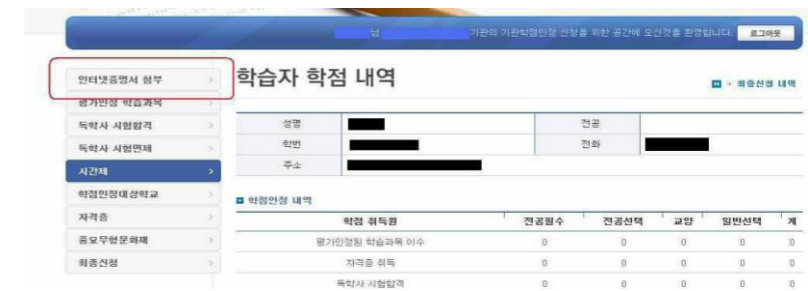 님 기관의 기관학점인정 신청을 위한 공간에 오신것을 환영합니다. 로그아웃
인터넷증명서 첨부
평가인정 학습과목
독학사 시험합격
독학사 시험면제
시간제
학점인정대상학교
자격증
중요무형문화재
최종신청
학습자 학점 내역
최종신청 내역
성명 전공
학번 전화
주소
학점인정 내역
학점 취득원 전공필수 전공선택 교양 일반선택 계
평가인정된 학습과목 이수 0 0 0 0 0
자격증 취득 0 0 0 0 0
독학사 시험합격 0 0 0 0 0